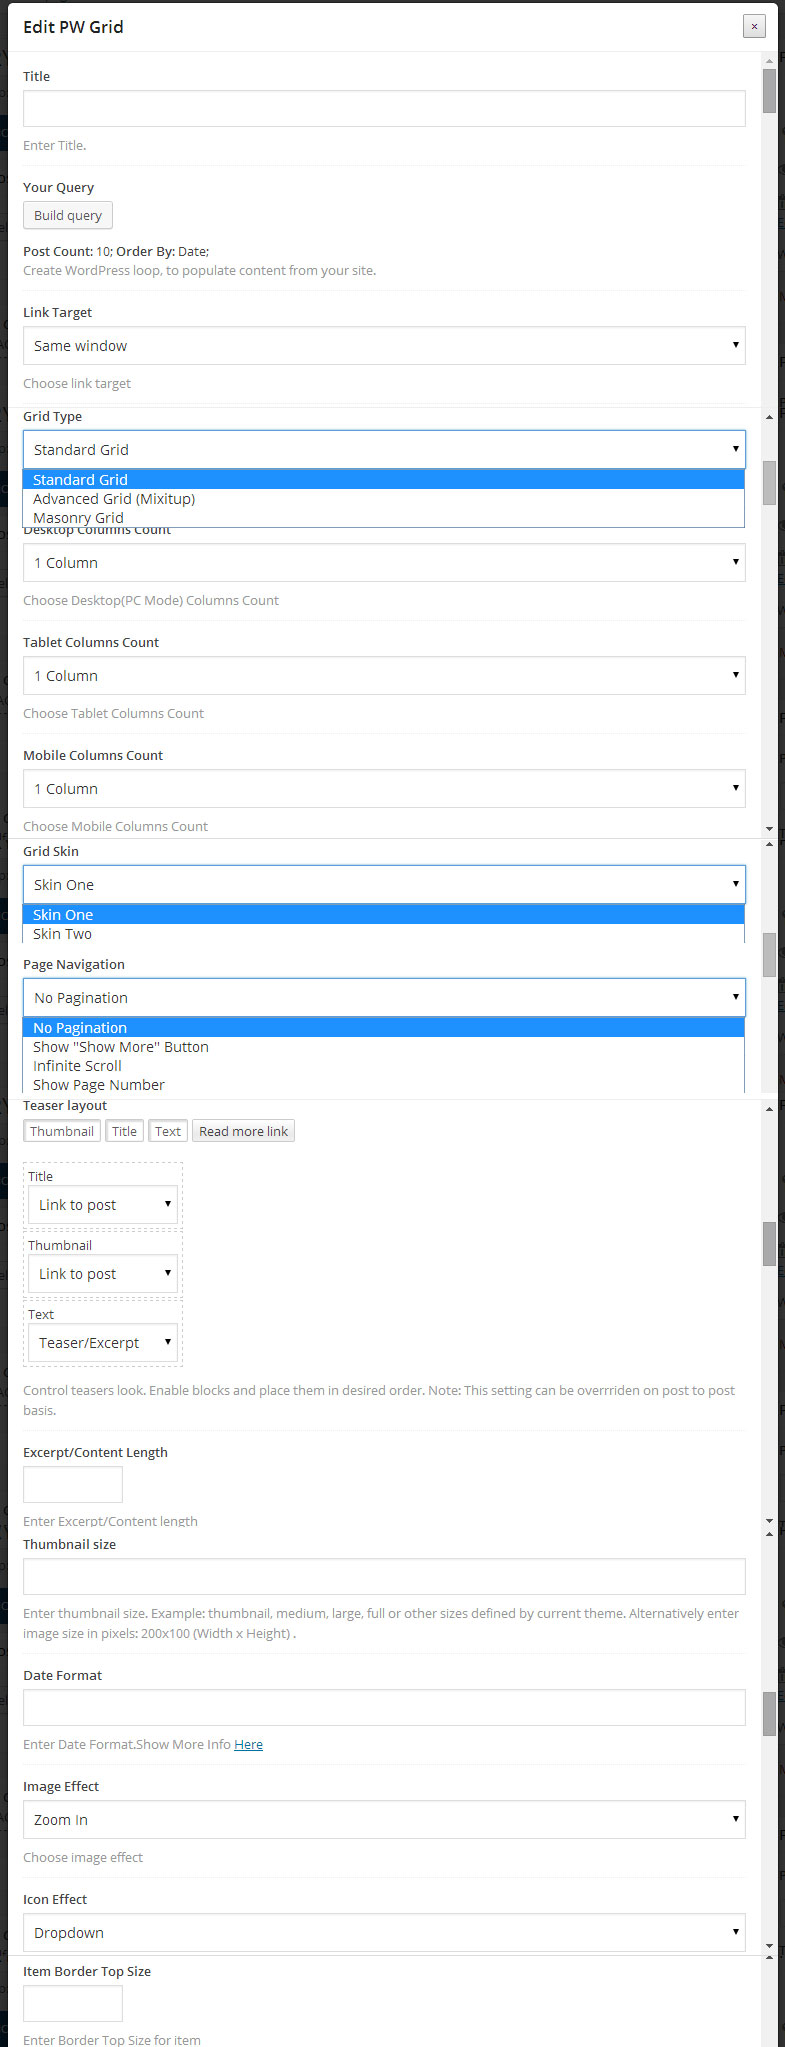 Edit PW Grid
x
Title
Enter Title.
Your Query
Build query
Post Count: 10; Order By: Date;
Create WordPress loop, to populate content from your site.
Link Target
Same window
Choose link target
Grid Type
Standard Grid
Standard Grid
Advanced Grid (Mixitup)
Masonry Grid
Desktop Columns Count
1 Column
Choose Desktop(PC Mode) Columns Count
Tablet Columns Count
1 Column
Choose Tablet Columns Count
Mobile Columns Count
1 Column
Choose Mobile Columns Count
Grid Skin
Skin One
Skin One
Skin Two
Page Navigation
No Pagination
No Pagination
Show "Show More" Button
Infinite Scroll
Show Page Number
Teaser layout
Thumbnail Title Text Read more link
Title
Link to post
Thumbnail
Link to post
Text
Teaser/Excerpt
Control teasers look. Enable blocks and place them in desired order. Note: This setting can be overrriden on post to post
basis.
Excerpt/Content Length
Enter Excerpt/Content length
Thumbnail size
Enter thumbnail size. Example: thumbnail, medium, large, full or other sizes defined by current theme. Alternatively enter
image size in pixels: 200x100 (Width x Height) .
Date Format
Enter Date Format.Show More Info Here
Image Effect
Zoom In
Choose image effect
Icon Effect
Dropdown
Item Border Top Size
Enter Border Top Size for item